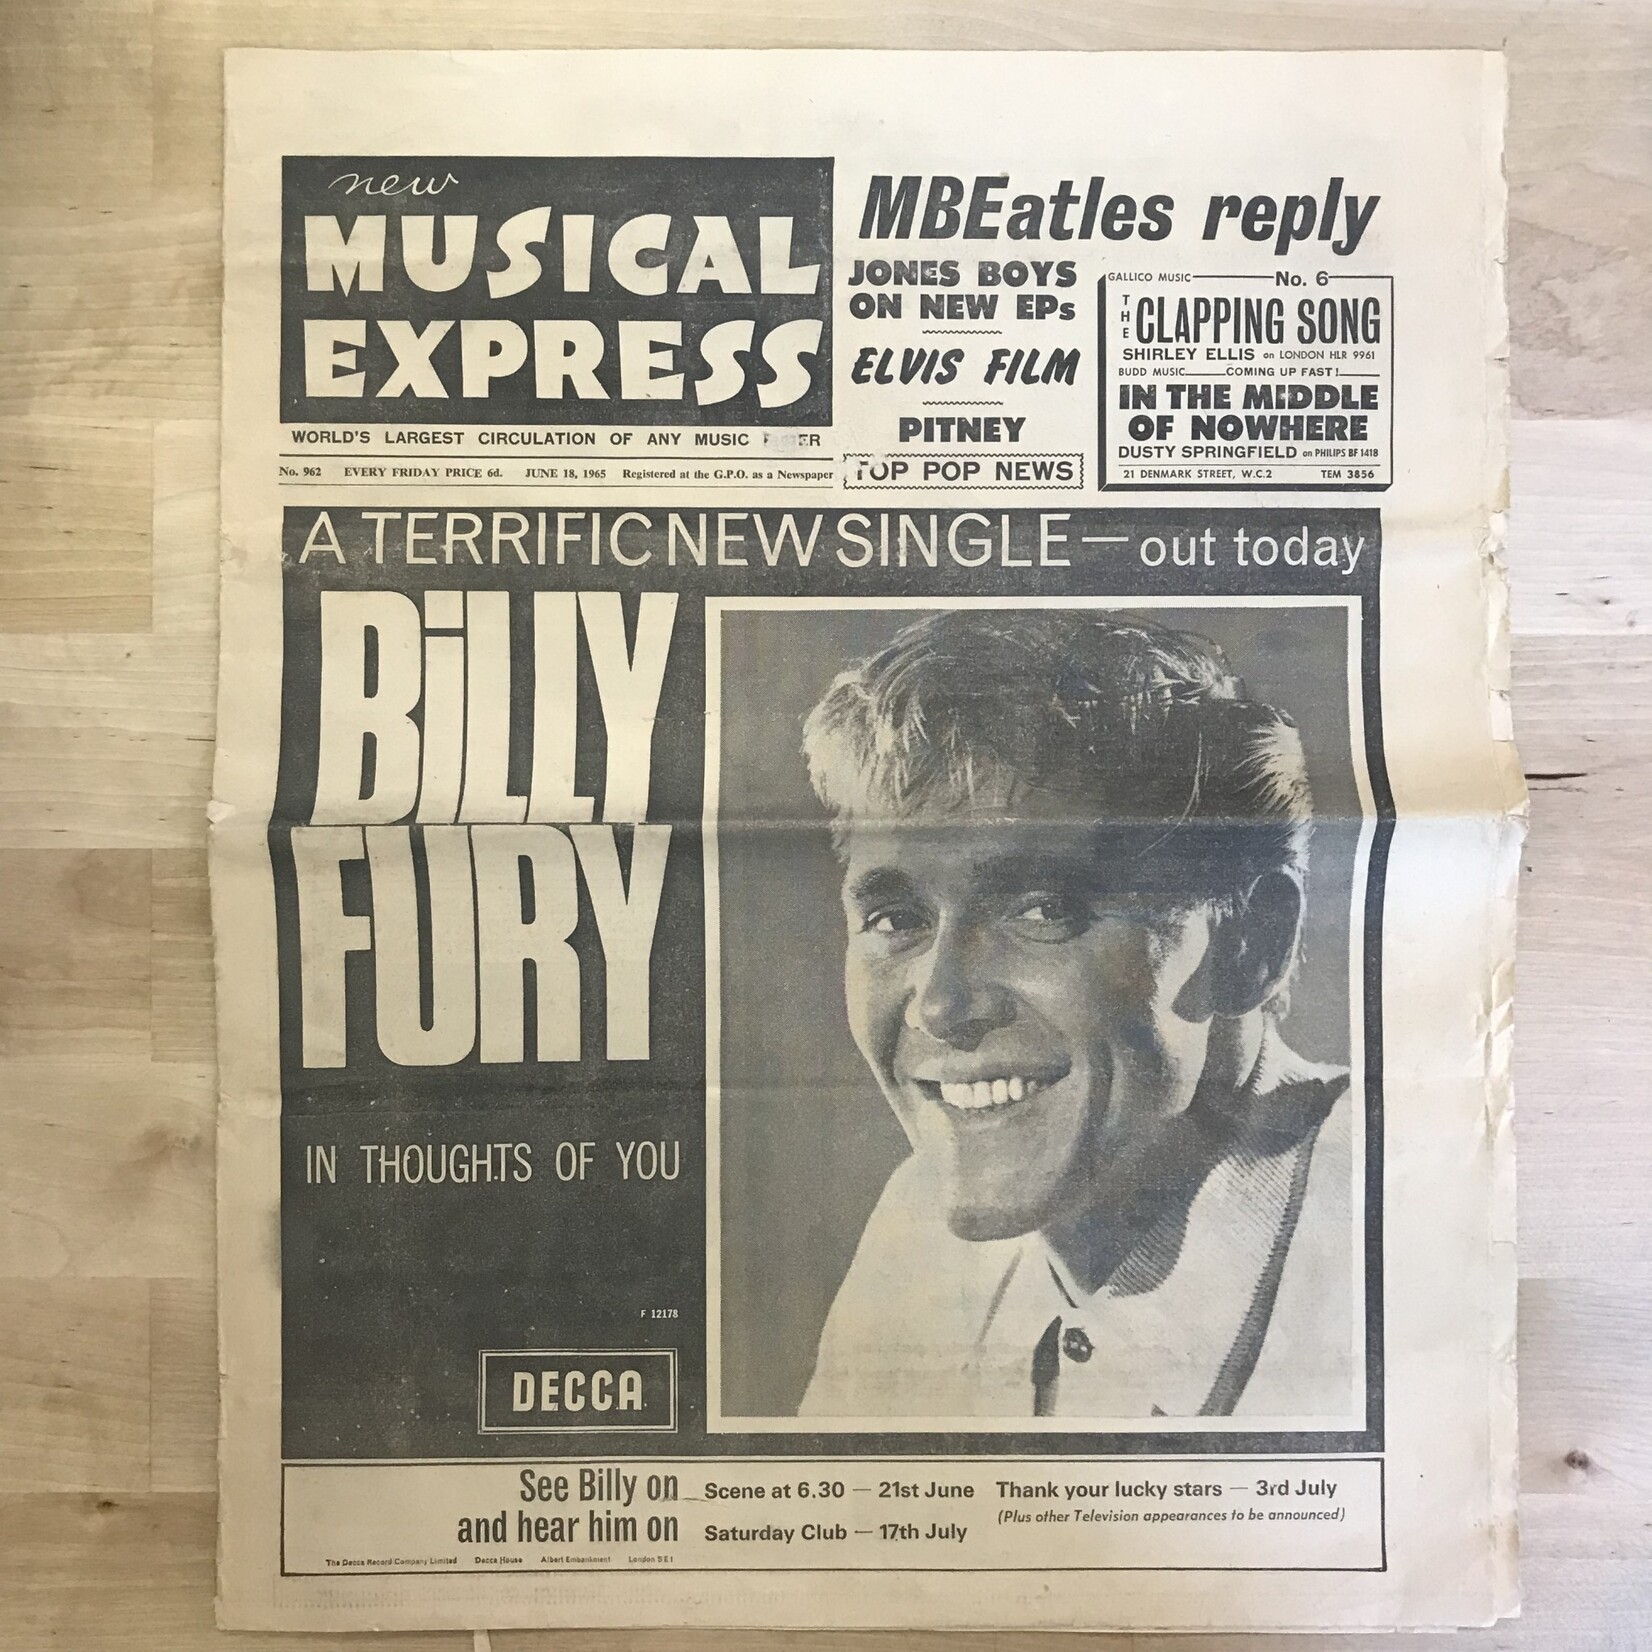 new
MUSICAL
EXPRESS
WORLD'S LARGEST CIRCULATION OF ANY MUSIC
No. 962 EVERY FRIDAY PRICE 6d. JUNE 18, 1965 Registered at the G.P.O. as a Newspaper
MBEatles reply
JONES BOYS
ON NEW EPs
ELVIS FILM
PITNEY
TOP POP NEWS
GALLICO MUSIC No. 6
THE CLAPPING SONG
SHIRLEY ELLIS on LONDON HLR 9961
BUDD MUSIC COMING UP FAST!
IN THE MIDDLE
OF NOWHERE
DUSTY SPRINGFIELD on PHILIPS BF 1418
21 DENMARK STREET, W.C.2 TEM 3856
A TERRIFIC NEW SINGLE — out today
BiLLY
FURY
IN THOUGHTS OF YOU
F 12178
DECCA
See Billy on Scene at 6.30 — 21st June Thank your lucky stars — 3rd July
(Plus other Television appearances to be announced)
and hear him on Saturday Club — 17th July
The Decca Record Company Limited Decca House Albert Embankment London SE1